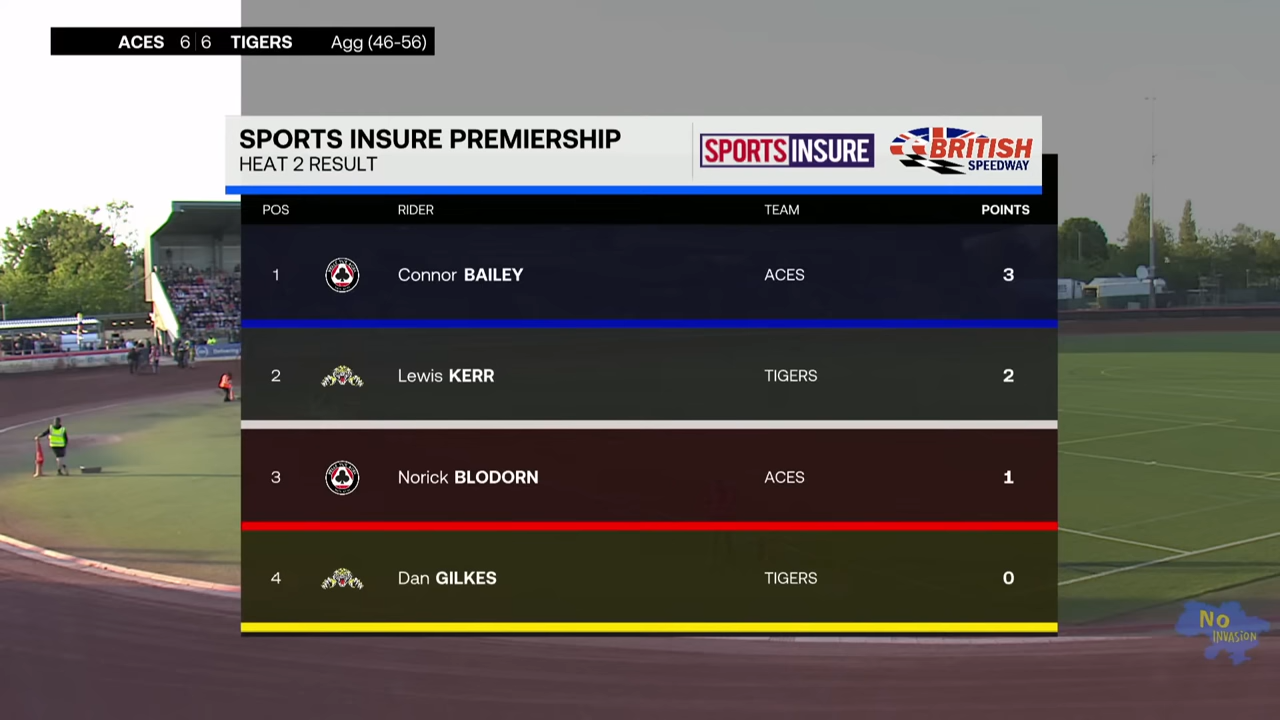 ACES 6 6 TIGERS Agg (46-56)
SPORTS INSURE PREMIERSHIP
HEAT 2 RESULT
SPORTS INSURE
BRITISH
SPEEDWAY
POS RIDER TEAM POINTS
1 Connor BAILEY ACES 3
2 Lewis KERR TIGERS 2
3 Norick BLODORN ACES 1
4 Dan GILKES TIGERS 0
No
INVASION